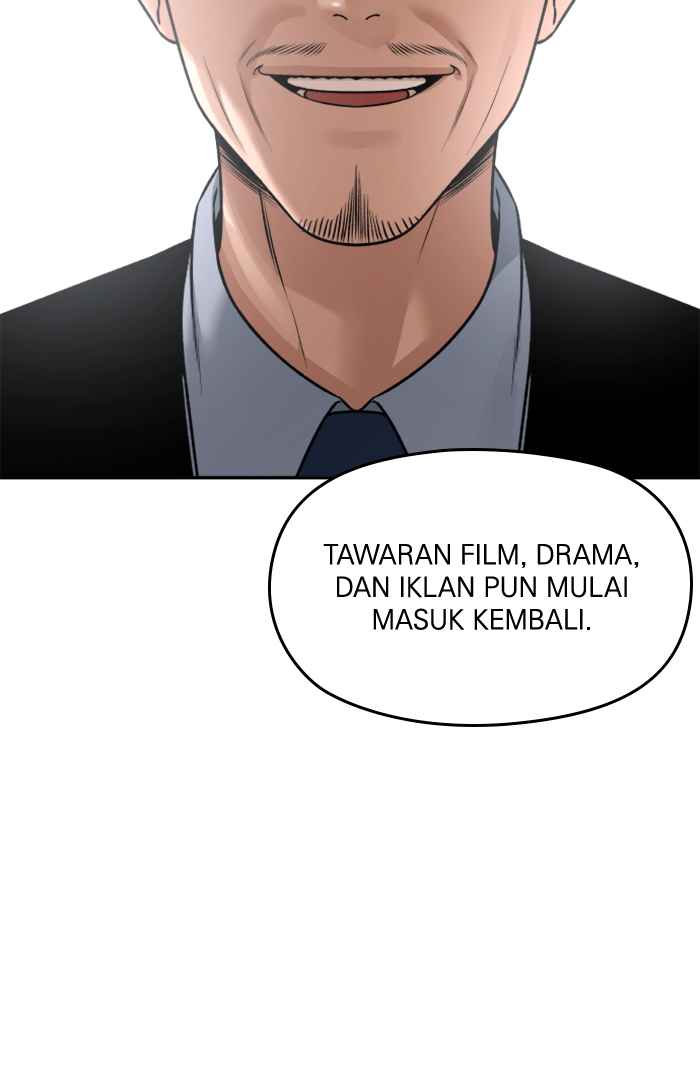 TAWARAN FILM, DRAMA,
DAN IKLAN PUN MULAI
MASUK KEMBALI.